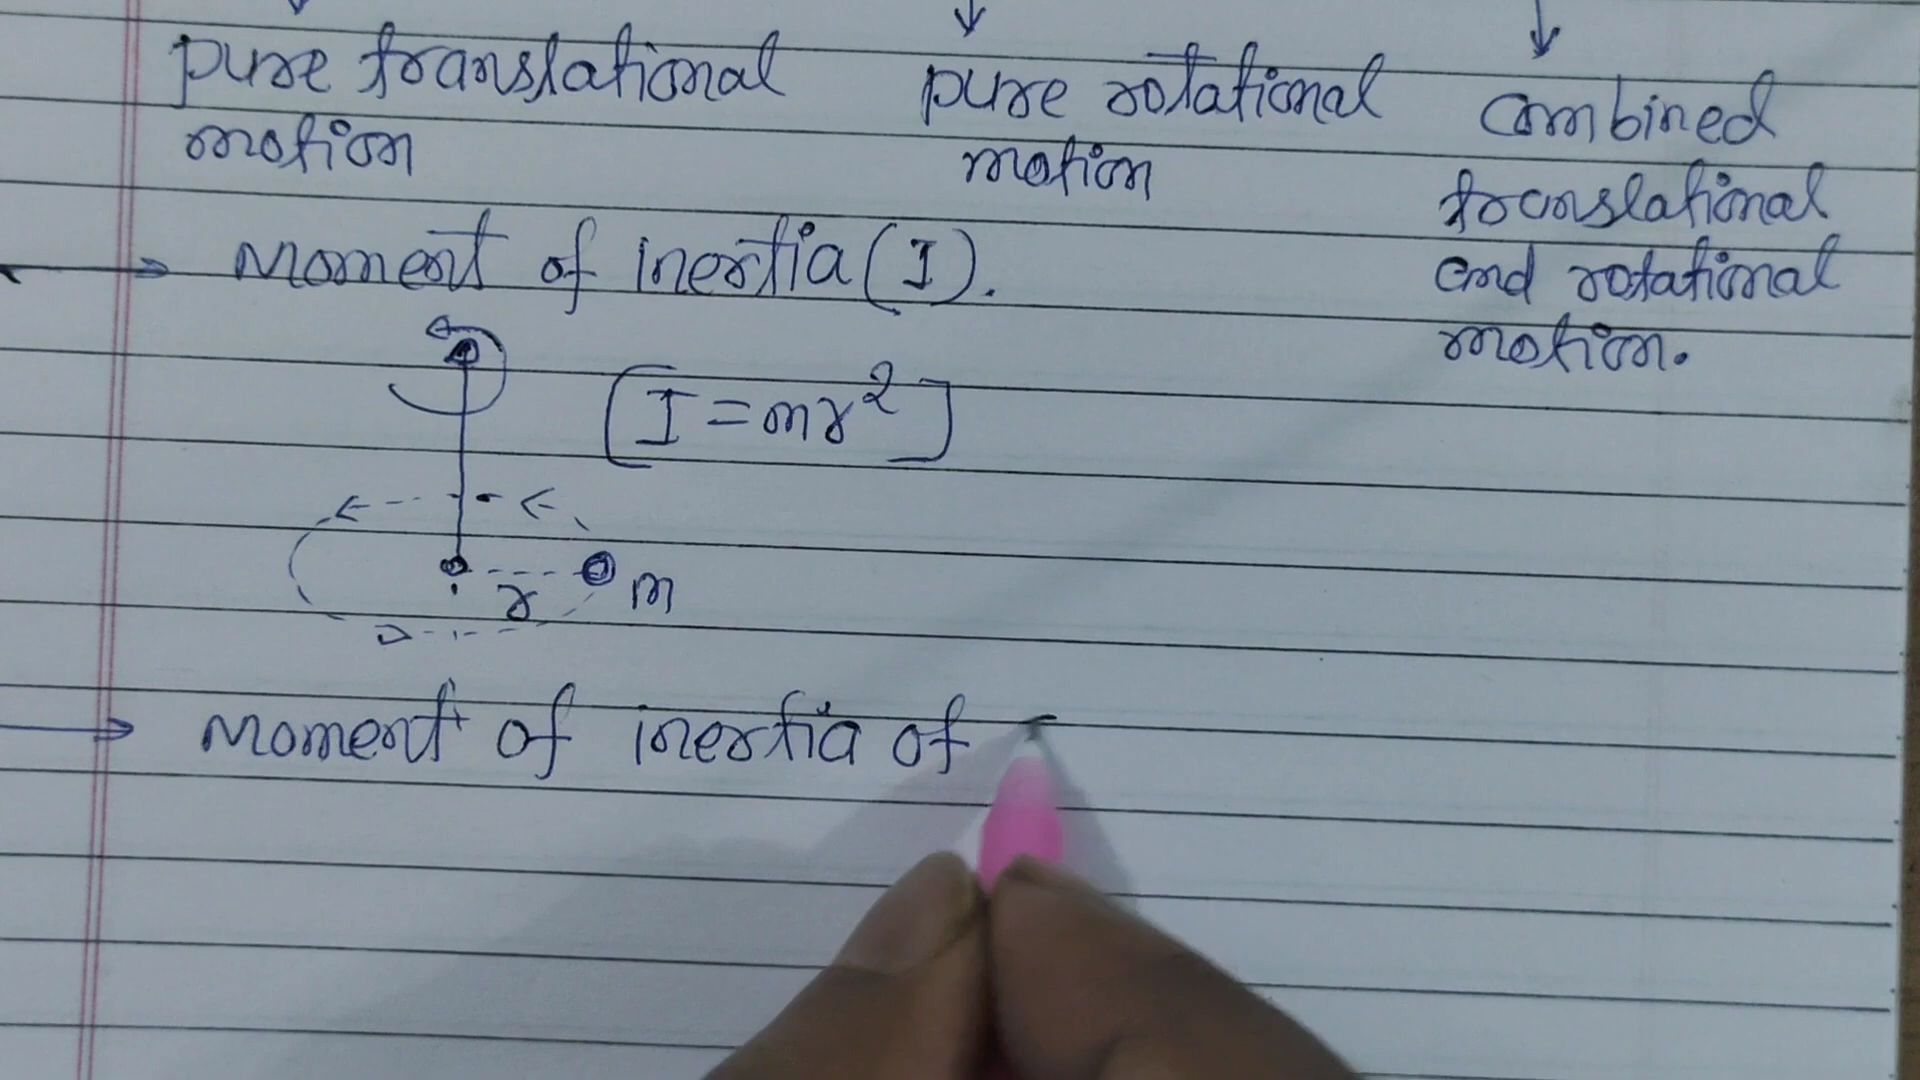 pure translational motion
pure rotational motion
combined translational and rotational motion.
Moment of inertia (I).
[I = mr²]
r
m
Moment of inertia of